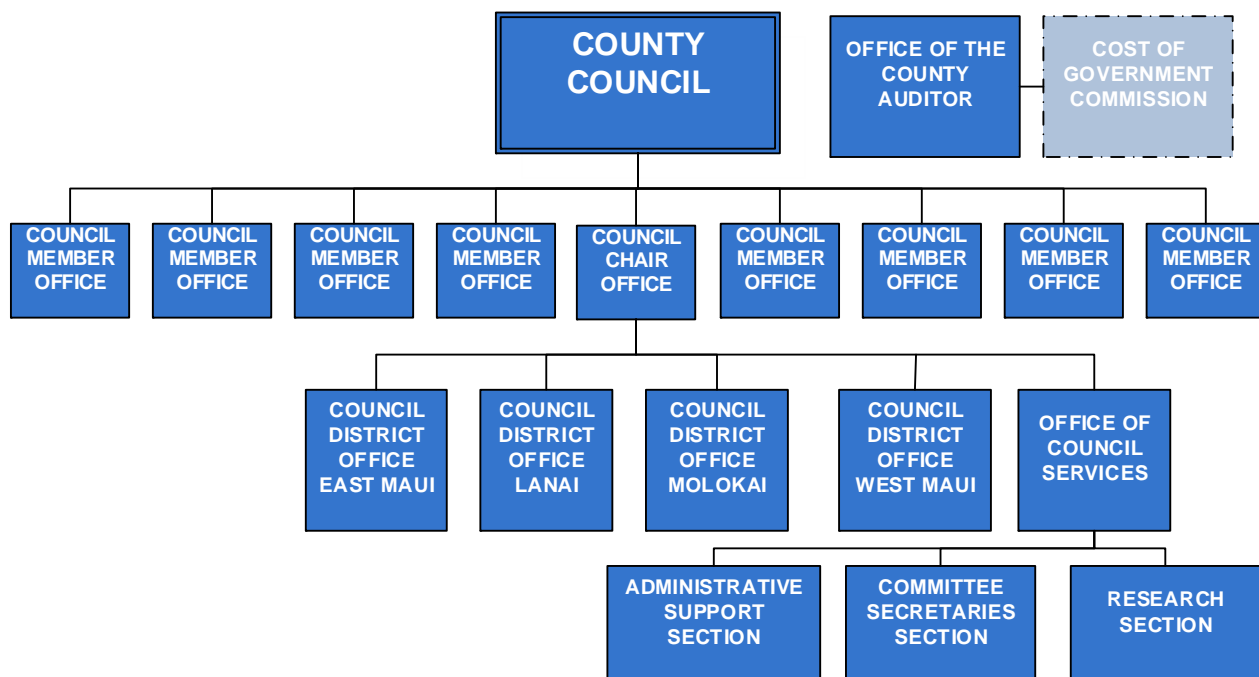 COUNTY
COUNCIL
OFFICE OF THE
COUNTY
AUDITOR
COST OF
GOVERNMENT
COMMISSION
COUNCIL
MEMBER
OFFICE
COUNCIL
MEMBER
OFFICE
COUNCIL
MEMBER
OFFICE
COUNCIL
MEMBER
OFFICE
COUNCIL
CHAIR
OFFICE
COUNCIL
MEMBER
OFFICE
COUNCIL
MEMBER
OFFICE
COUNCIL
MEMBER
OFFICE
COUNCIL
MEMBER
OFFICE
COUNCIL
DISTRICT
OFFICE
EAST MAUI
COUNCIL
DISTRICT
OFFICE
LANAI
COUNCIL
DISTRICT
OFFICE
MOLOKAI
COUNCIL
DISTRICT
OFFICE
WEST MAUI
OFFICE OF
COUNCIL
SERVICES
ADMINISTRATIVE
SUPPORT
SECTION
COMMITTEE
SECRETARIES
SECTION
RESEARCH
SECTION